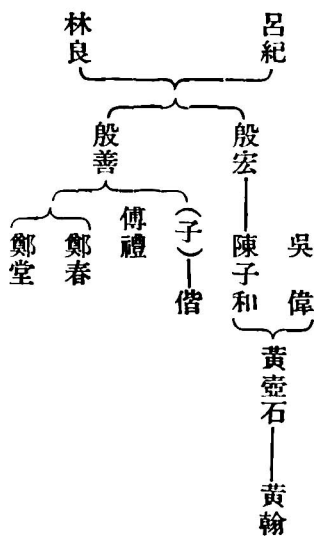 呂紀
林良
殷宏
殷善
吳偉
陳子和
(子)
偕
傅禮
鄭春
鄭堂
黃壺石
黃翰